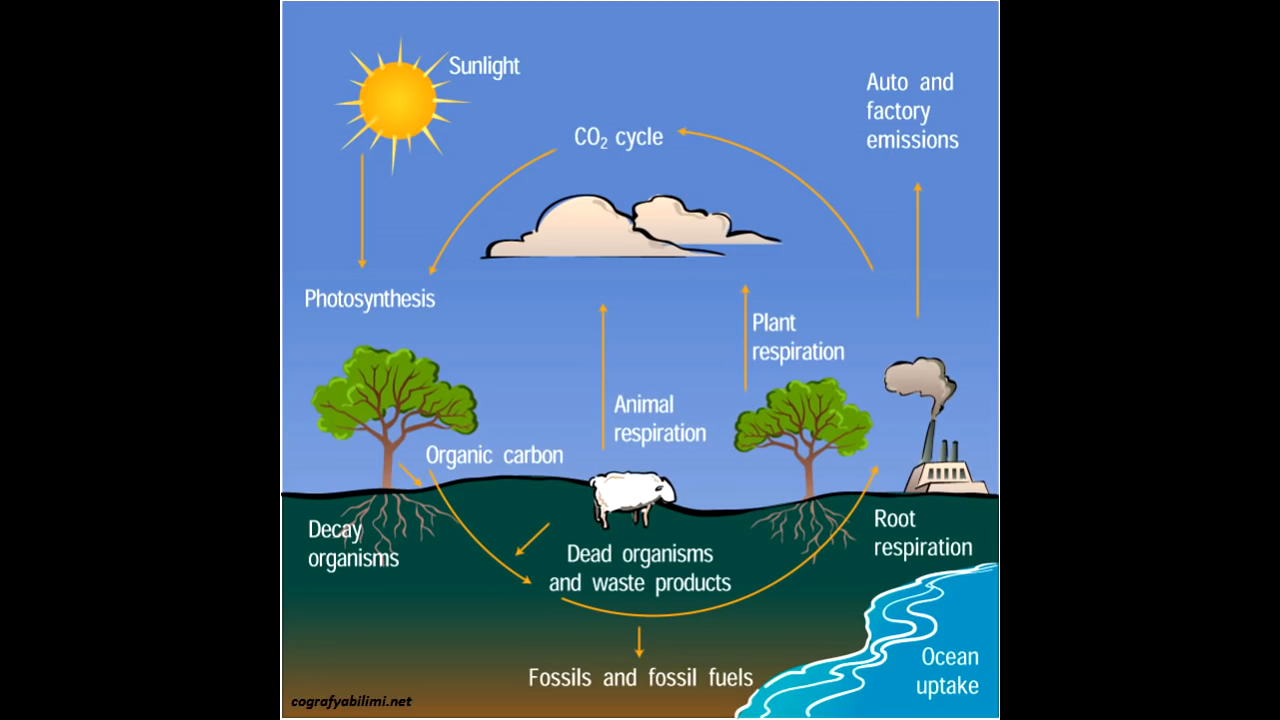 Sunlight
Auto and
factory
emissions
CO₂ cycle
Photosynthesis
Plant
respiration
Animal
respiration
Organic carbon
Decay
organisms
Root
respiration
Dead organisms
and waste products
Ocean
uptake
Fossils and fossil fuels
cografyabilimi.net